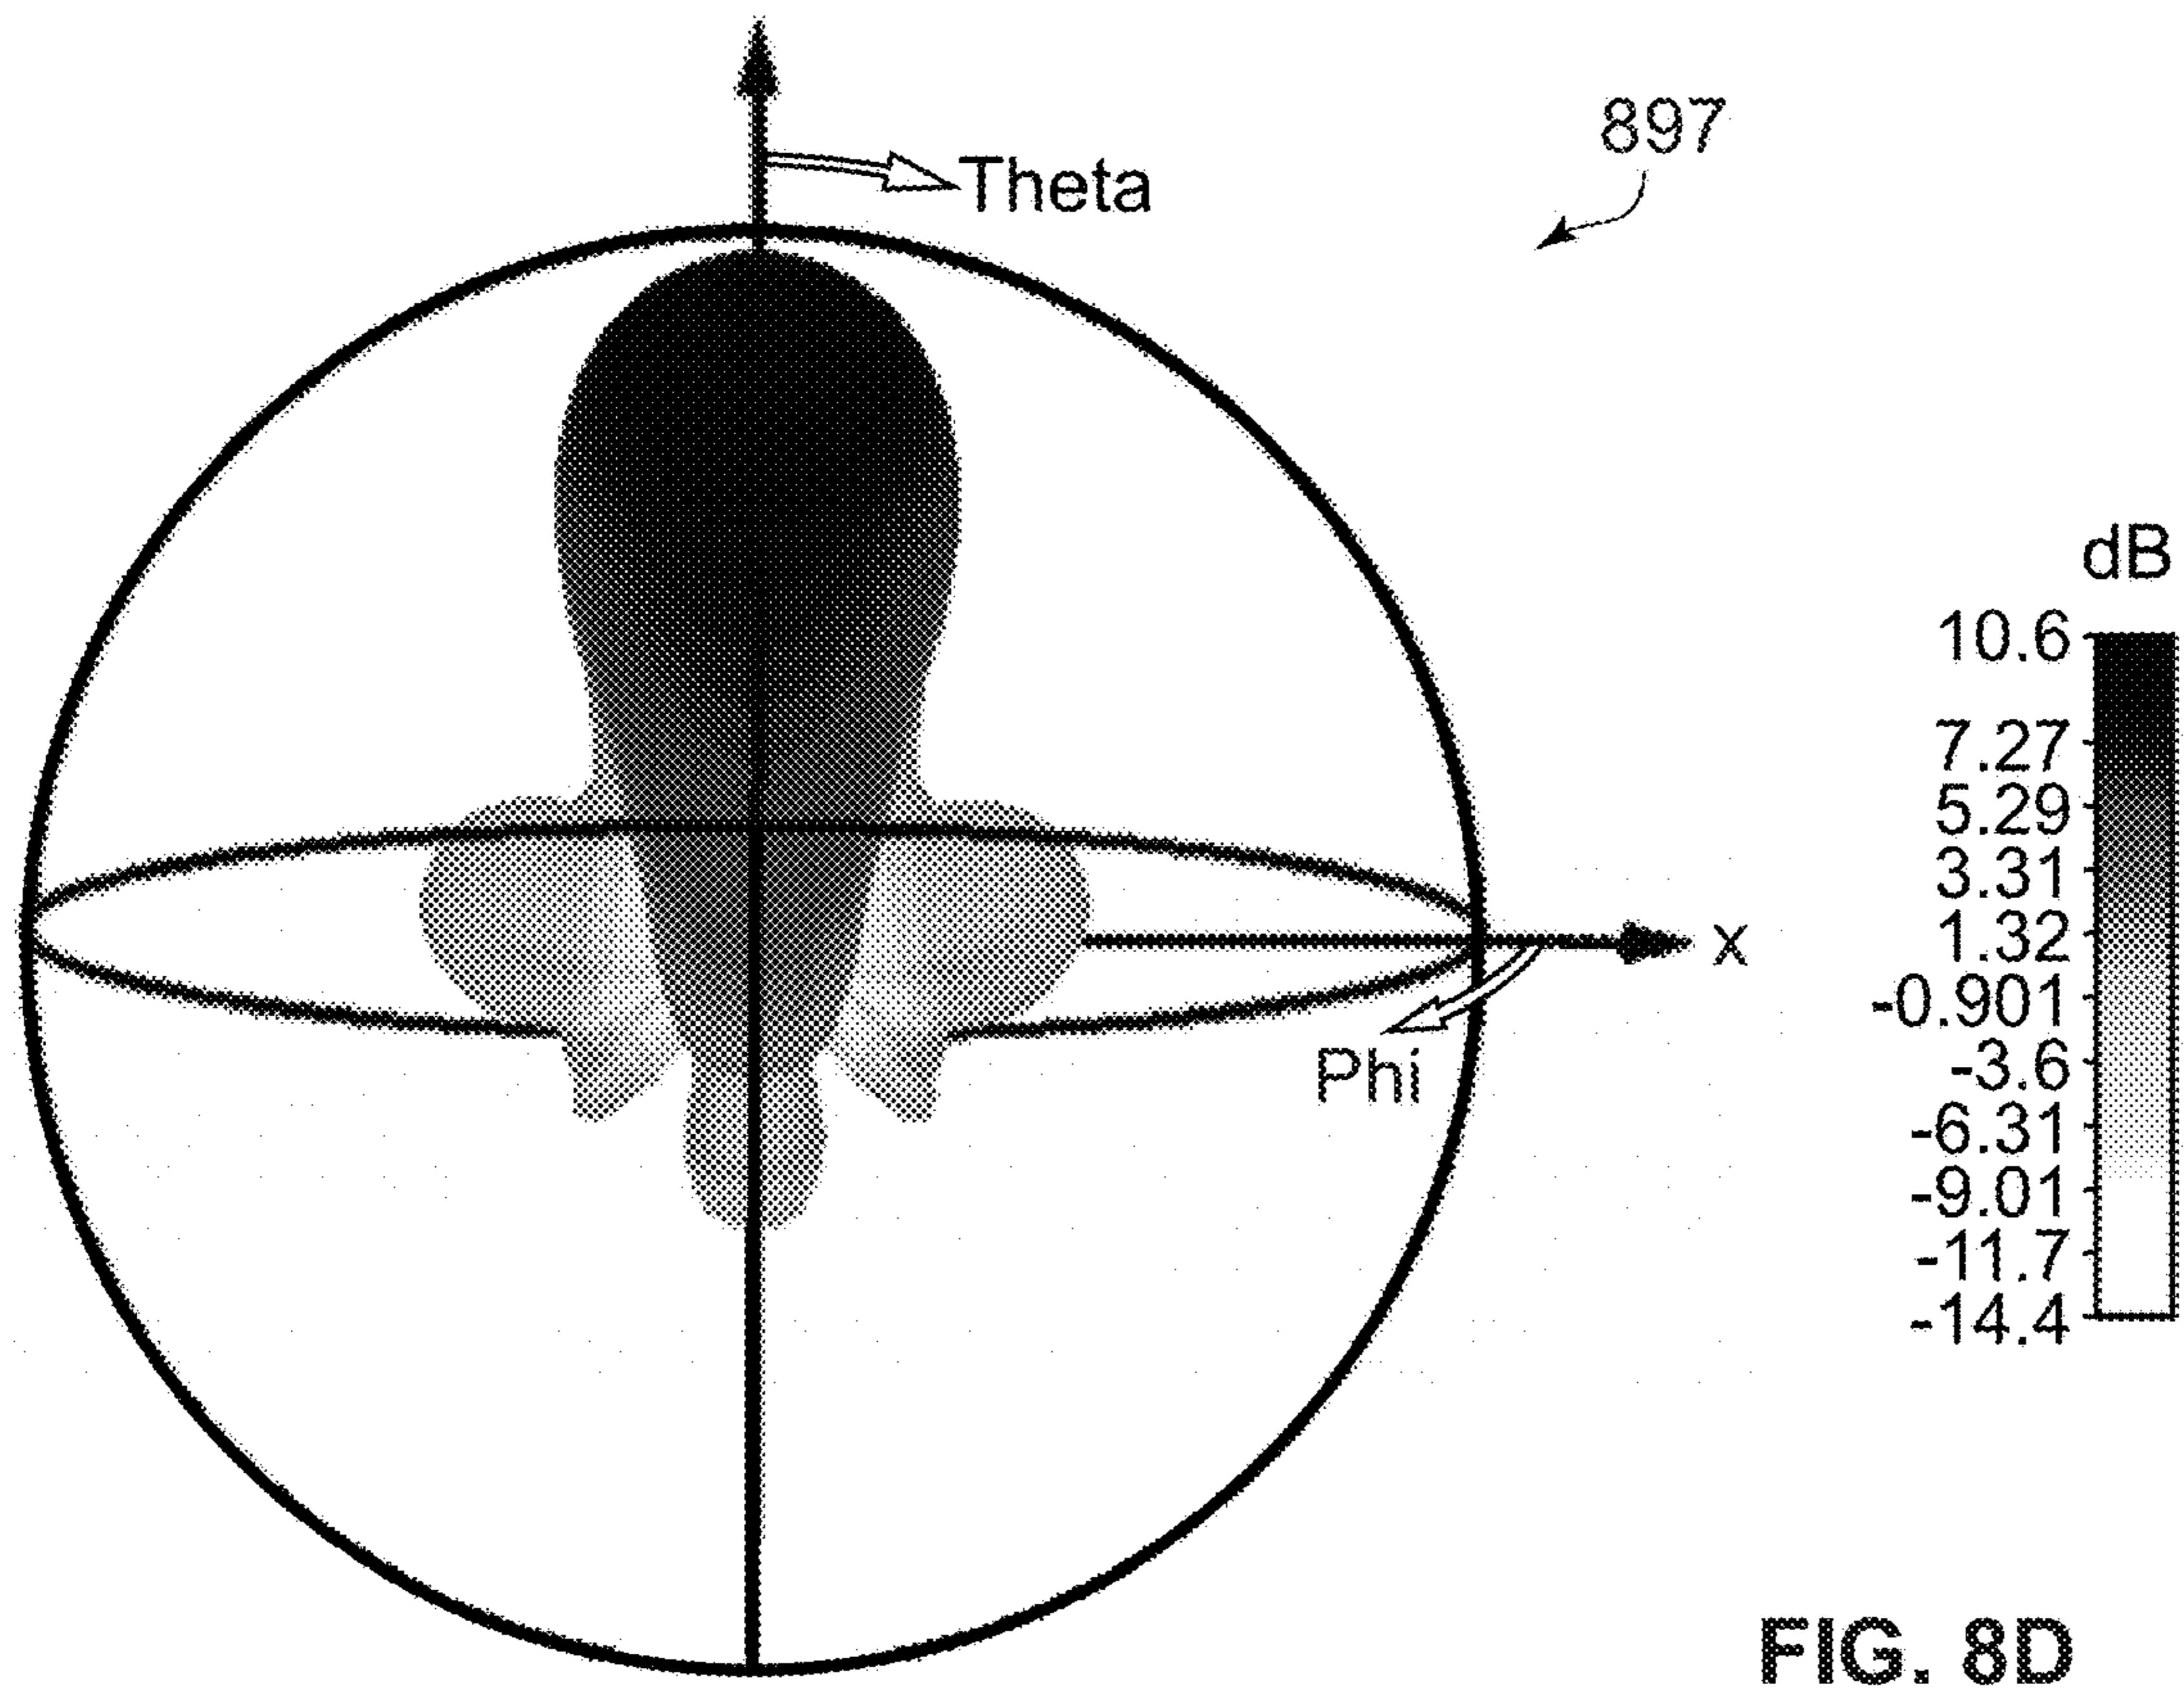 897
Theta
dB
10.6
7.27
5.29
3.31
1.32
-0.901
-3.6
-6.31
-9.01
-11.7
-14.4
x
Phi
FIG. 8D